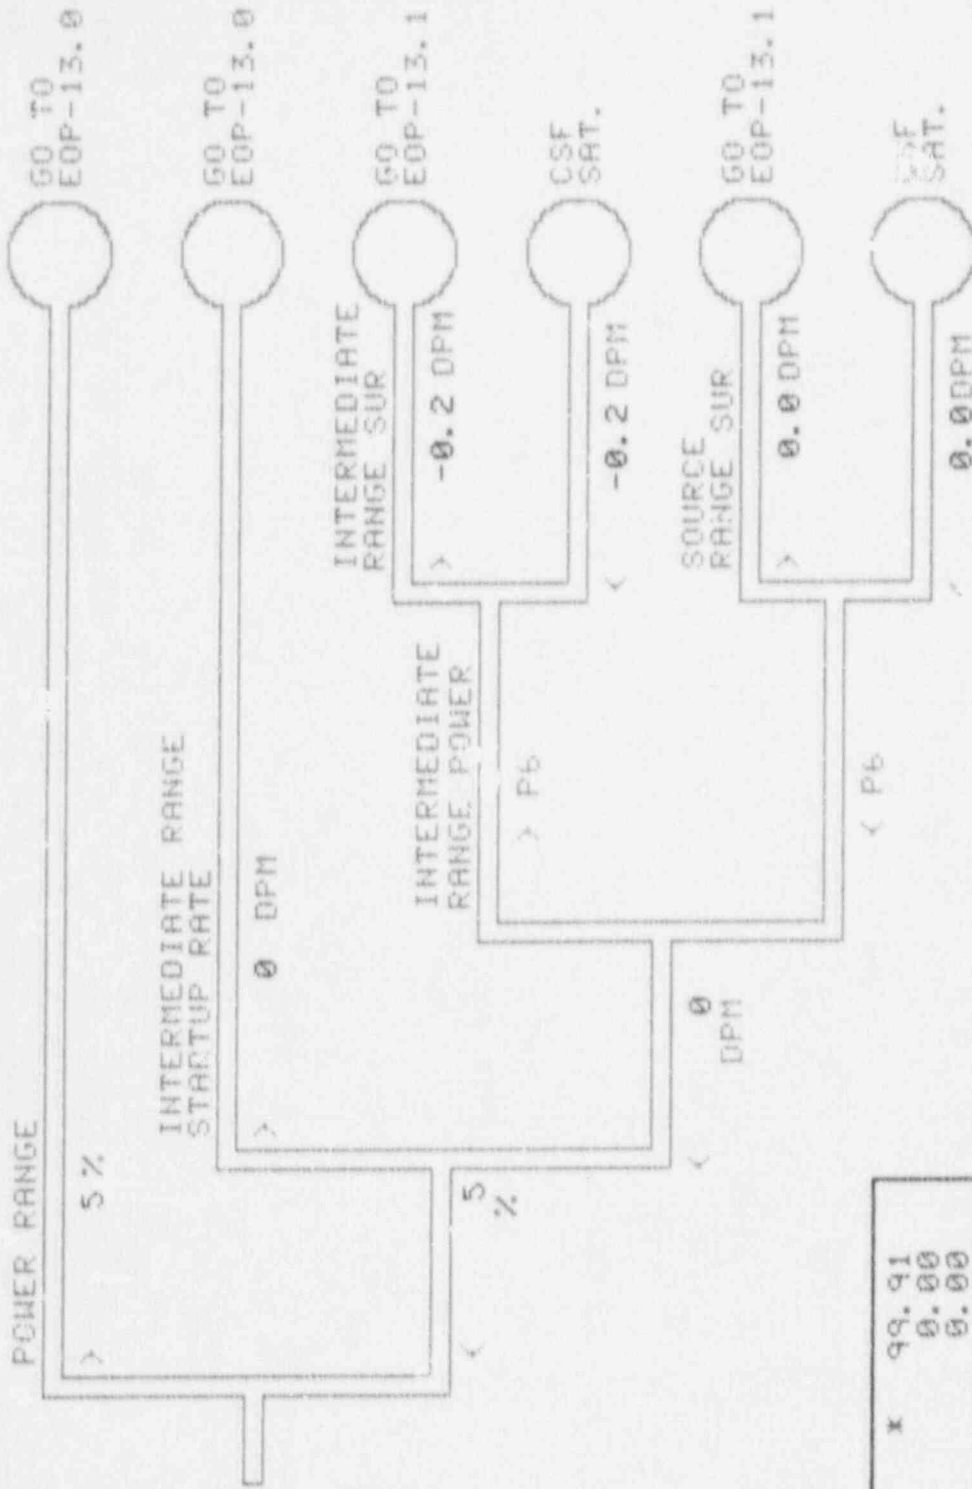 POWER RANGE
> 5 %
GO TO
EOP-13.0
INTERMEDIATE RANGE
STARTUP RATE
> 0 DPM
GO TO
EOP-13.0
< 5
%
INTERMEDIATE
RANGE SUR
> -0.2 DPM
GO TO
EOP-13.1
INTERMEDIATE
RANGE POWER
> P6
< -0.2 DPM
CSF
SAT.
< 0
DPM
SOURCE
RANGE SUR
> 0.0 DPM
GO TO
EOP-13.1
< P6
0.0DPM
SAT.
* 99.91
0.00
0.00